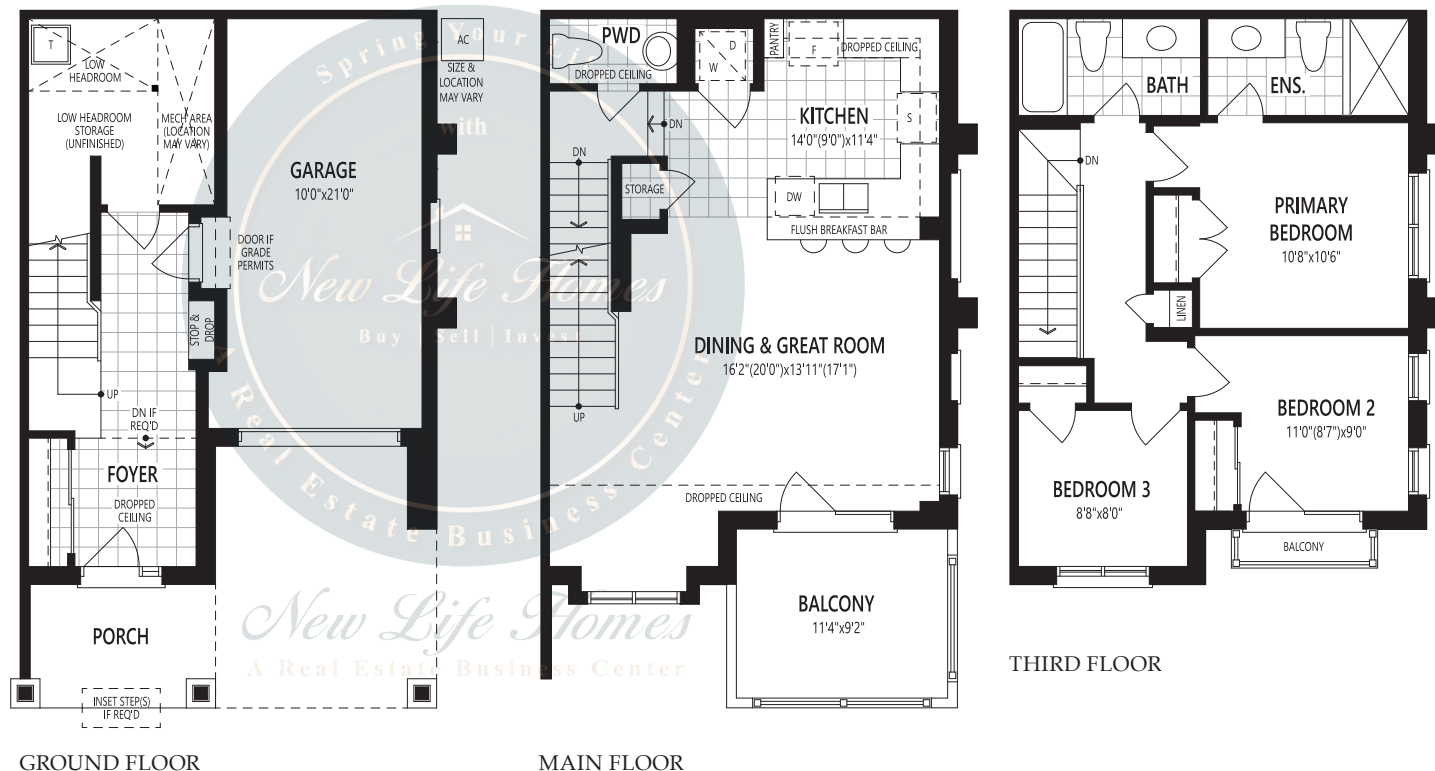 T
LOW
HEADROOM
LOW HEADROOM
STORAGE
(UNFINISHED)
MECH AREA
(LOCATION
MAY VARY)
GARAGE
10'0"x21'0"
AC
SIZE &
LOCATION
MAY VARY
DOOR IF
GRADE
PERMITS
STOP &
DROP
UP
DN IF
REQ'D
FOYER
DROPPED
CEILING
PORCH
INSET STEP(S)
IF REQ'D
GROUND FLOOR
PWD
DROPPED CEILING
D
W
PANTRY
F
DROPPED CEILING
KITCHEN
14'0"(9'0")x11'4"
S
DN
DN
STORAGE
DW
FLUSH BREAKFAST BAR
DINING & GREAT ROOM
16'2"(20'0")x13'11"(17'1")
UP
DROPPED CEILING
BALCONY
11'4"x9'2"
MAIN FLOOR
BATH
ENS.
DN
PRIMARY
BEDROOM
10'8"x10'6"
LINEN
BEDROOM 2
11'0"(8'7")x9'0"
BEDROOM 3
8'8"x8'0"
BALCONY
THIRD FLOOR
Spring Your Li
with
New Life Homes
Buy | Sell | Invest
A Real Estate Business Center
New Life Homes
A Real Estate Business Center